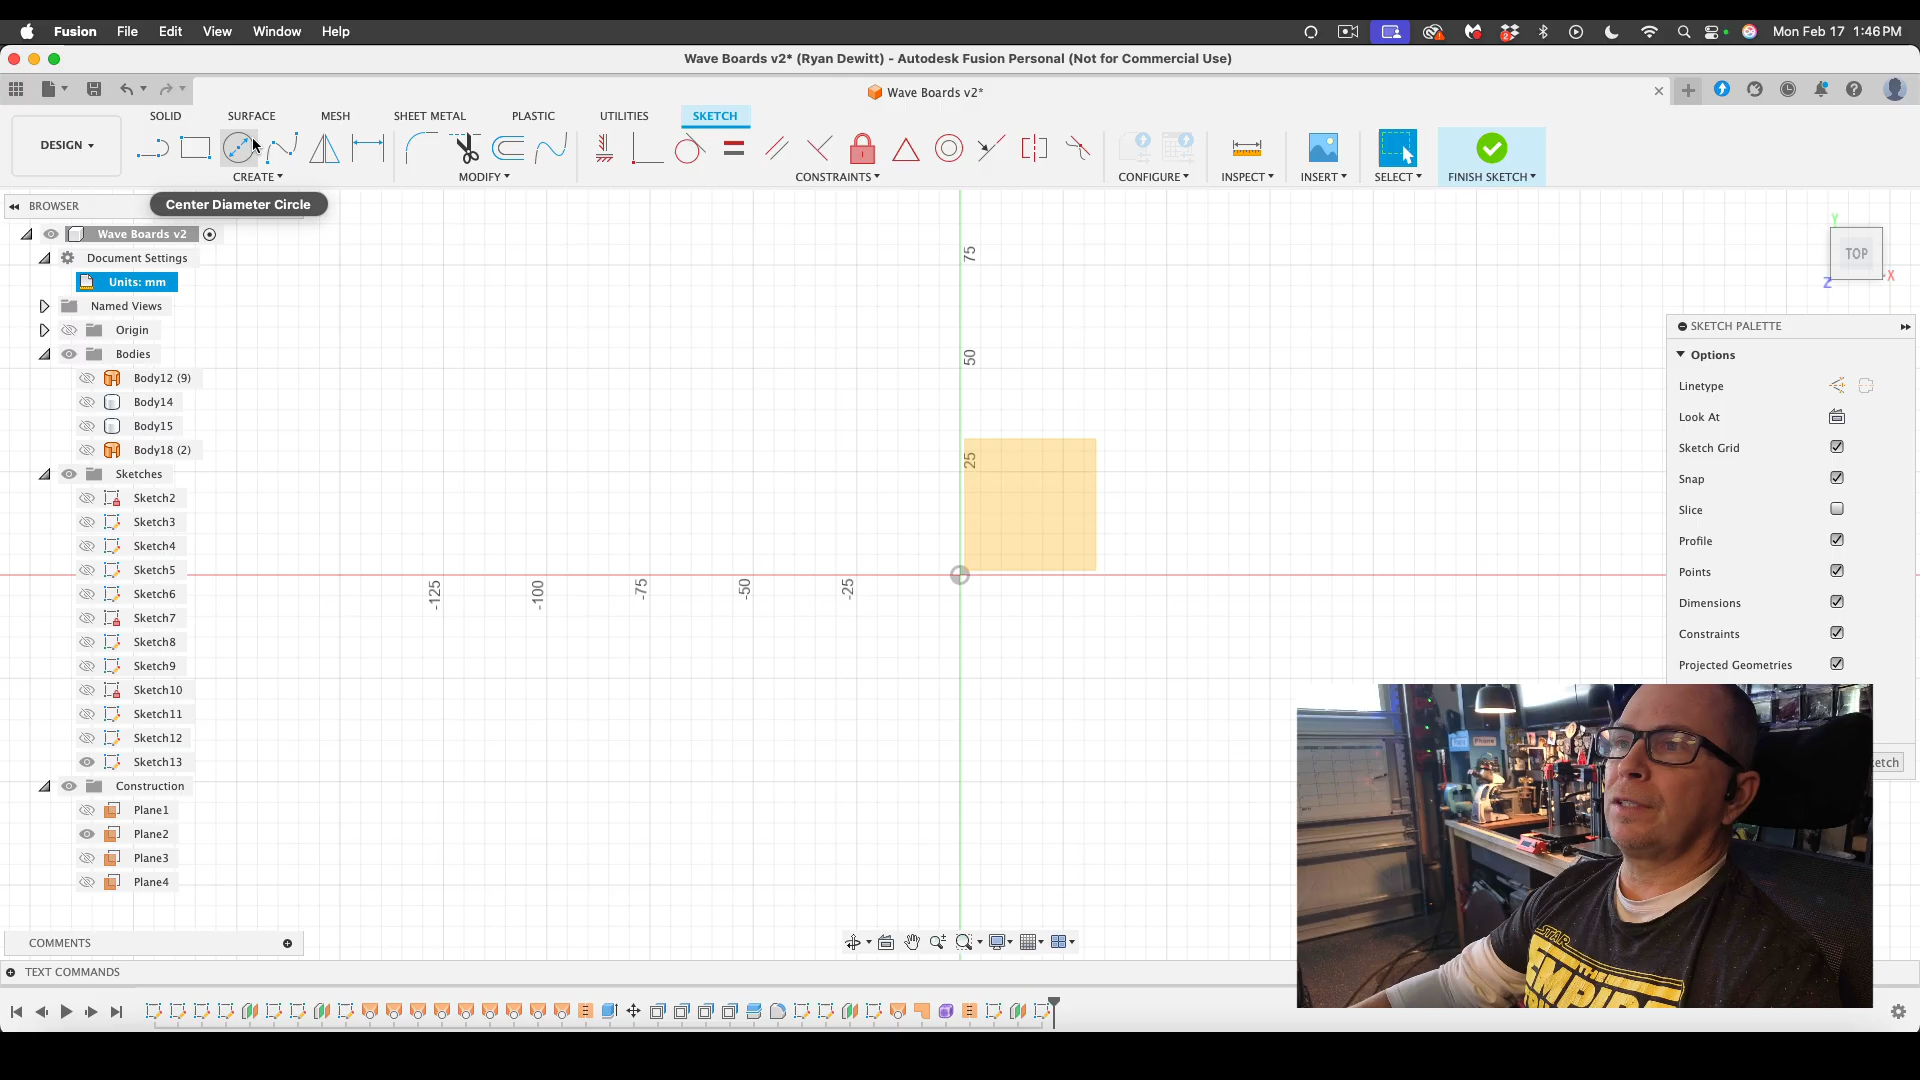 Fusion File Edit View Window Help
2
Mon Feb 17 1:46 PM
Wave Boards v2* (Ryan Dewitt) - Autodesk Fusion Personal (Not for Commercial Use)
Wave Boards v2*
DESIGN
SOLID SURFACE MESH SHEET METAL PLASTIC UTILITIES SKETCH
CREATE MODIFY CONSTRAINTS CONFIGURE INSPECT INSERT SELECT FINISH SKETCH
Center Diameter Circle
BROWSER
Wave Boards v2
Document Settings
Units: mm
Named Views
Origin
Bodies
Body12 (9)
Body14
Body15
Body18 (2)
Sketches
Sketch2
Sketch3
Sketch4
Sketch5
Sketch6
Sketch7
Sketch8
Sketch9
Sketch10
Sketch11
Sketch12
Sketch13
Construction
Plane1
Plane2
Plane3
Plane4
75
50
25
-125 -100 -75 -50 -25
Y
TOP
X
Z
SKETCH PALETTE
Options
Linetype
Look At
Sketch Grid
Snap
Slice
Profile
Points
Dimensions
Constraints
Projected Geometries
etch
STAR
THE
EMPIRE
COMMENTS
TEXT COMMANDS